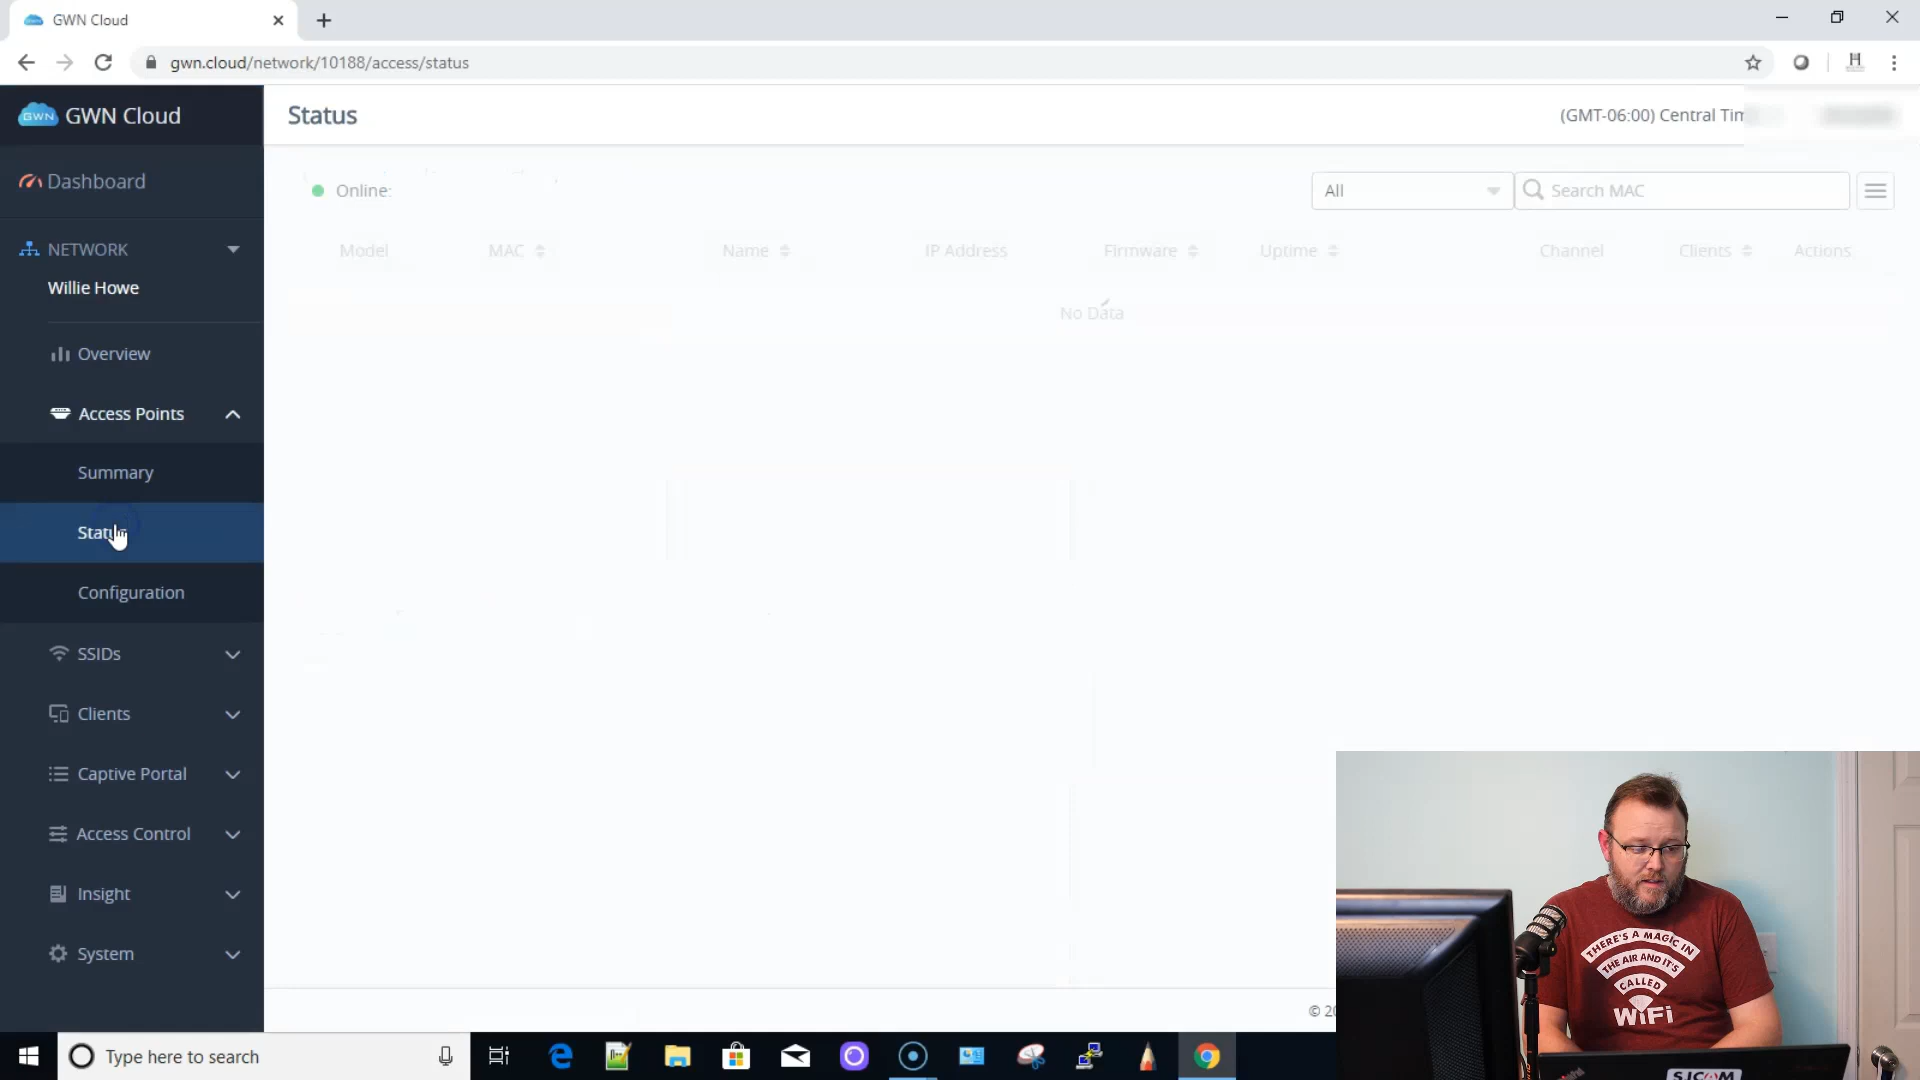 GWN Cloud
gwn.cloud/network/10188/access/status
GWN
GWN Cloud
Status
(GMT-06:00) Central Tim
Dashboard
NETWORK
Willie Howe
Overview
Access Points
Summary
Status
Configuration
SSIDs
Clients
Captive Portal
Access Control
Insight
System
Online:
All
Search MAC
Model
MAC
Name
IP Address
Firmware
Uptime
Channel
Clients
Actions
No Data
© 20
THERE'S A MAGIC IN
THE AIR AND IT'S
CALLED
WiFi
SJCAM
Type here to search